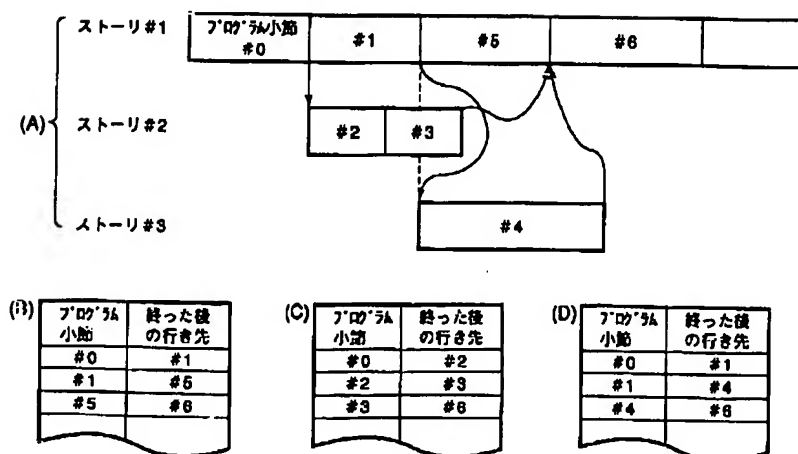 ストーリ#1
プログラム小節
#0
#1
#5
#6
(A)
ストーリ#2
#2
#3
ストーリ#3
#4
(B)
プログラム
小節
終った後
の行き先
#0
#1
#1
#5
#5
#6
(C)
プログラム
小節
終った後
の行き先
#0
#2
#2
#3
#3
#6
(D)
プログラム
小節
終った後
の行き先
#0
#1
#1
#4
#4
#6